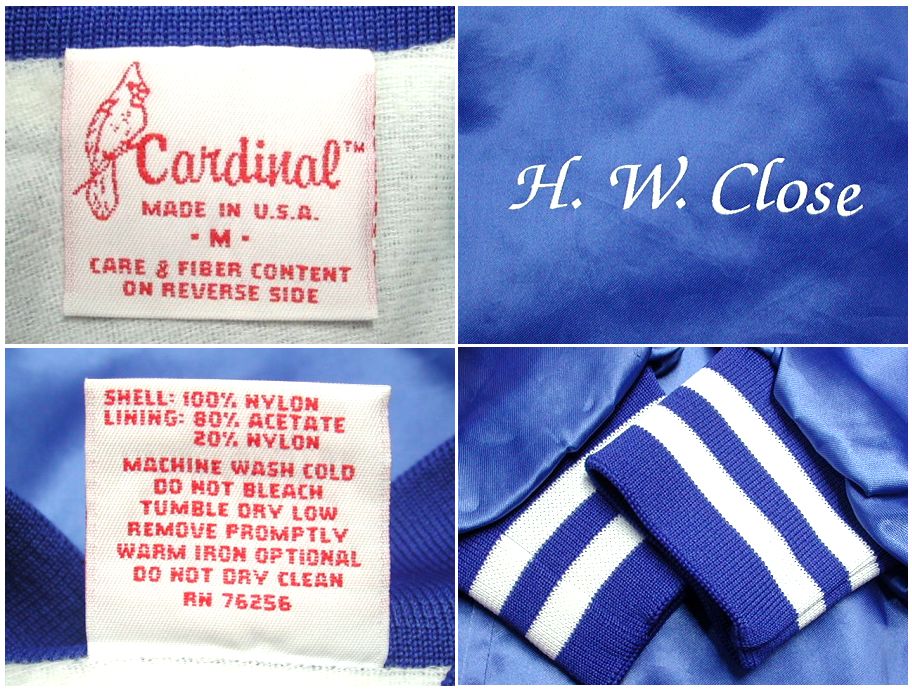 Cardinal™
MADE IN U.S.A.
- M -
CARE & FIBER CONTENT
ON REVERSE SIDE
H. W. Close
SHELL: 100% NYLON
LINING: 80% ACETATE
20% NYLON
MACHINE WASH COLD
DO NOT BLEACH
TUMBLE DRY LOW
REMOVE PROMPTLY
WARM IRON OPTIONAL
DO NOT DRY CLEAN
RN 76256